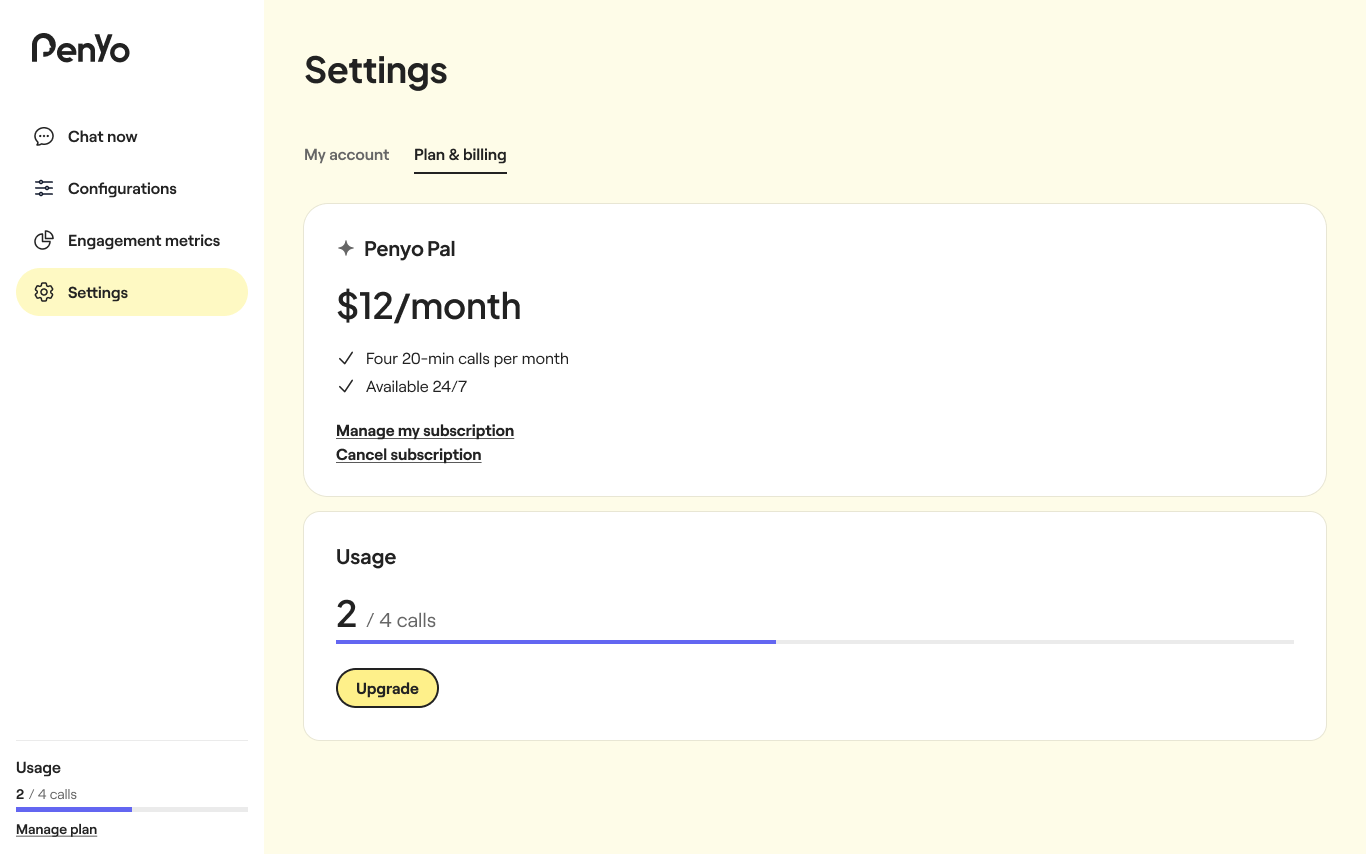 PenYo
Chat now
Configurations
Engagement metrics
Settings
Usage
2 / 4 calls
Manage plan
Settings
My account
Plan & billing
Penyo Pal
$12/month
Four 20-min calls per month
Available 24/7
Manage my subscription
Cancel subscription
Usage
2 / 4 calls
Upgrade